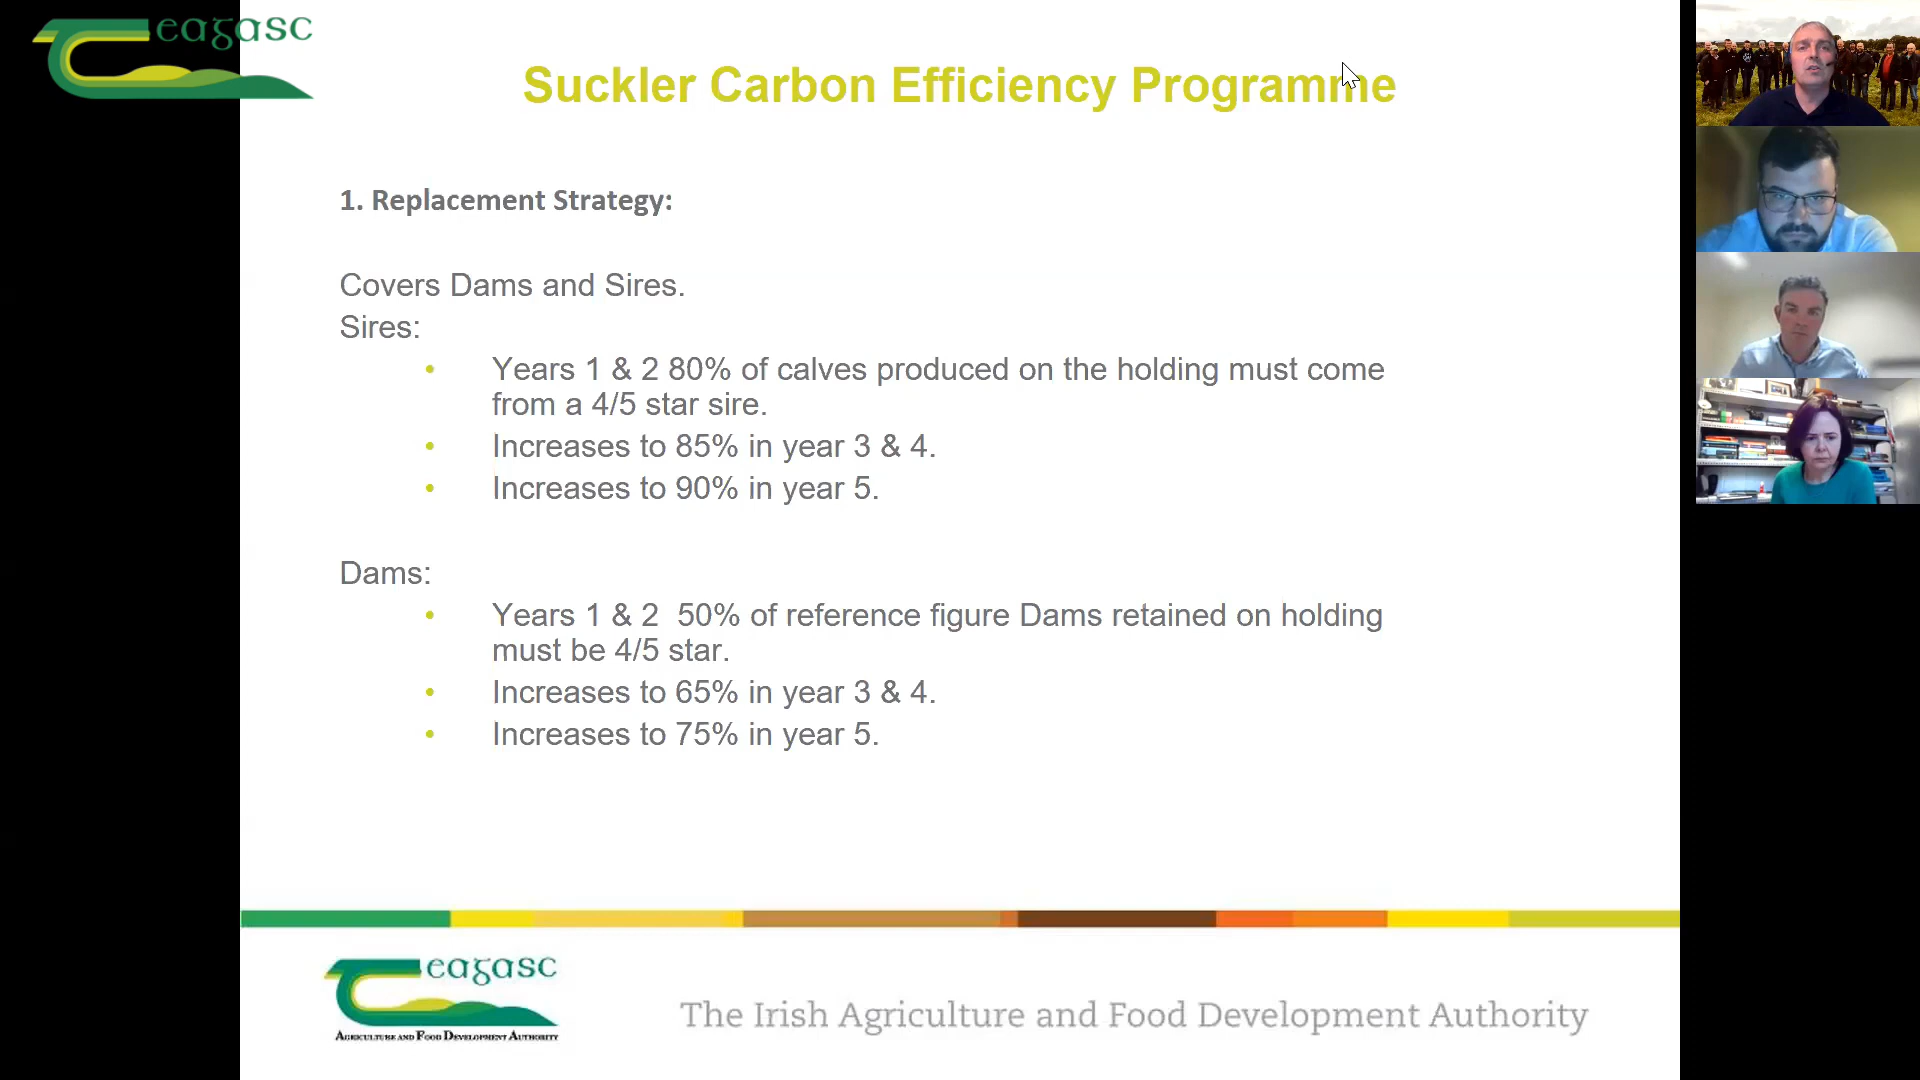 eagasc
Suckler Carbon Efficiency Programme
1. Replacement Strategy:
Covers Dams and Sires.
Sires:
• Years 1 & 2 80% of calves produced on the holding must come
from a 4/5 star sire.
• Increases to 85% in year 3 & 4.
• Increases to 90% in year 5.
Dams:
• Years 1 & 2  50% of reference figure Dams retained on holding
must be 4/5 star.
• Increases to 65% in year 3 & 4.
• Increases to 75% in year 5.
eagasc
Agriculture and Food Development Authority
The Irish Agriculture and Food Development Authority